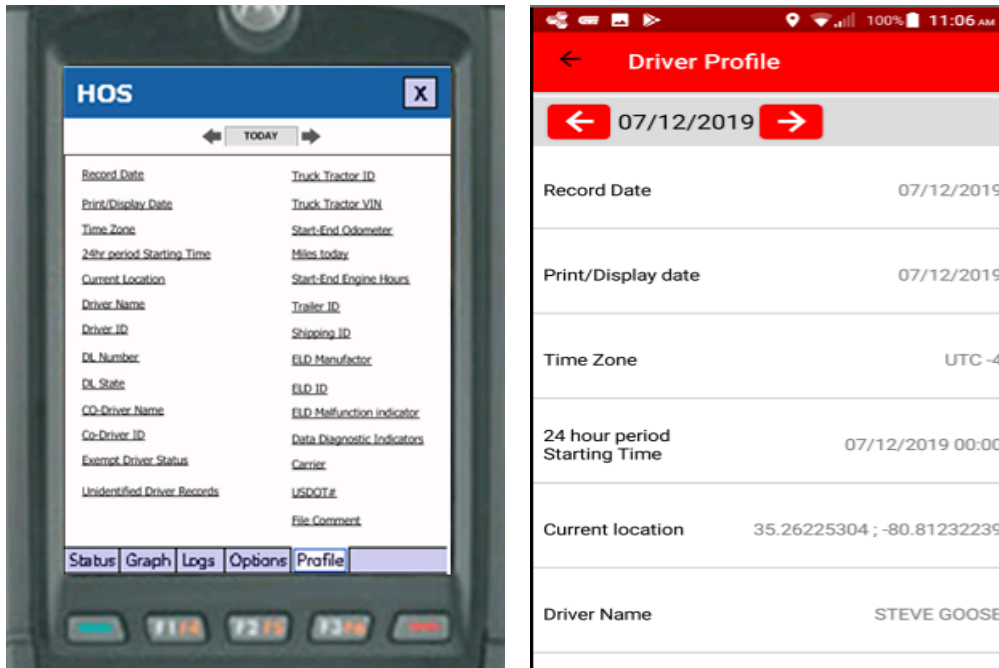 HOS
X
TODAY
Record Date
Print/Display Date
Time Zone
24hr period Starting Time
Current Location
Driver Name
Driver ID
DL Number
DL State
CO-Driver Name
Co-Driver ID
Exempt Driver Status
Unidentified Driver Records
Truck Tractor ID
Truck Tractor VIN
Start-End Odometer
Miles today
Start-End Engine Hours
Trailer ID
Shipping ID
ELD Manufactor
ELD ID
ELD Malfunction indicator
Data Diagnostic Indicators
Carrier
USDOT#
File Comment
Status Graph Logs Options Profile
F1 F4 F2 F5 F3 F6
100% 11:06 AM
Driver Profile
07/12/2019
Record Date 07/12/2019
Print/Display date 07/12/2019
Time Zone UTC -4
24 hour period
Starting Time 07/12/2019 00:00
Current location 35.26225304 ; -80.81232239
Driver Name STEVE GOOSE